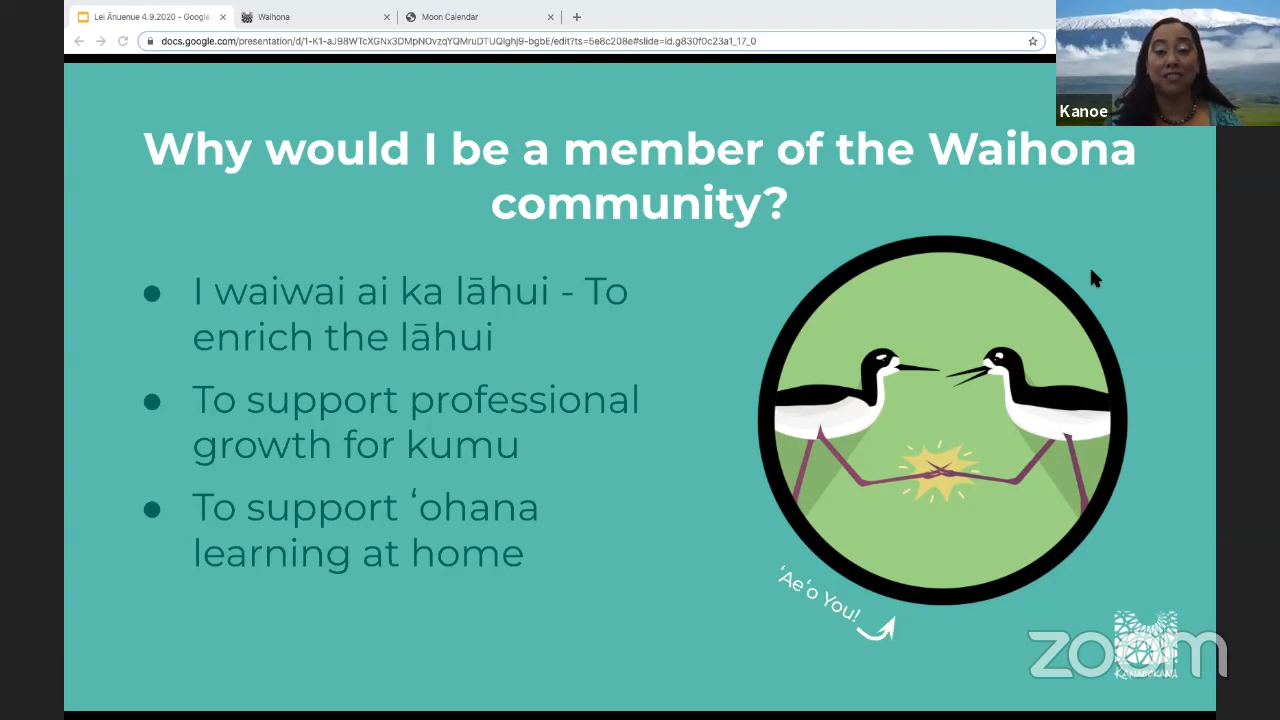 Lei Ānuenue 4.9.2020 - Google
Waihona
Moon Calendar
docs.google.com/presentation/d/1-K1-aJ98WTcXGNx3DMpNOvzqYQMruDTUQlghJ9-bgbE/edit?ts=5e8c208e#slide=id.g830f0c23a1_17_0
Kanoe
Why would I be a member of the Waihona
community?
● I waiwai ai ka lāhui - To
enrich the lāhui
● To support professional
growth for kumu
● To support ʻohana
learning at home
ʻAeʻo You!
zoom
KANAEOKANA